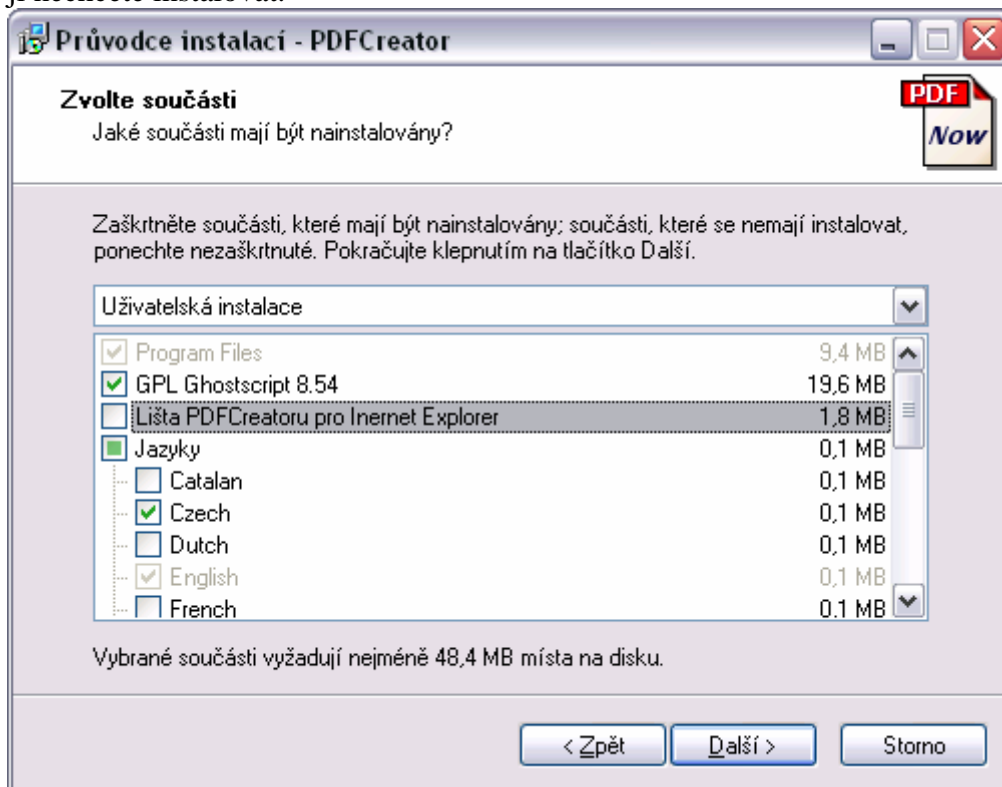 ji nechcete instalovat.
Průvodce instalací - PDFCreator
Zvolte součásti
Jaké součásti mají být nainstalovány?
PDF
Now
Zaškrtněte součásti, které mají být nainstalovány; součásti, které se nemají instalovat,
ponechte nezaškrtnuté. Pokračujte klepnutím na tlačítko Další.
Uživatelská instalace
Program Files 9,4 MB
GPL Ghostscript 8.54 19,6 MB
Lišta PDFCreatoru pro Inernet Explorer 1,8 MB
Jazyky 0,1 MB
Catalan 0,1 MB
Czech 0,1 MB
Dutch 0,1 MB
English 0,1 MB
French 0.1 MB
Vybrané součásti vyžadují nejméně 48,4 MB místa na disku.
< Zpět Další > Storno